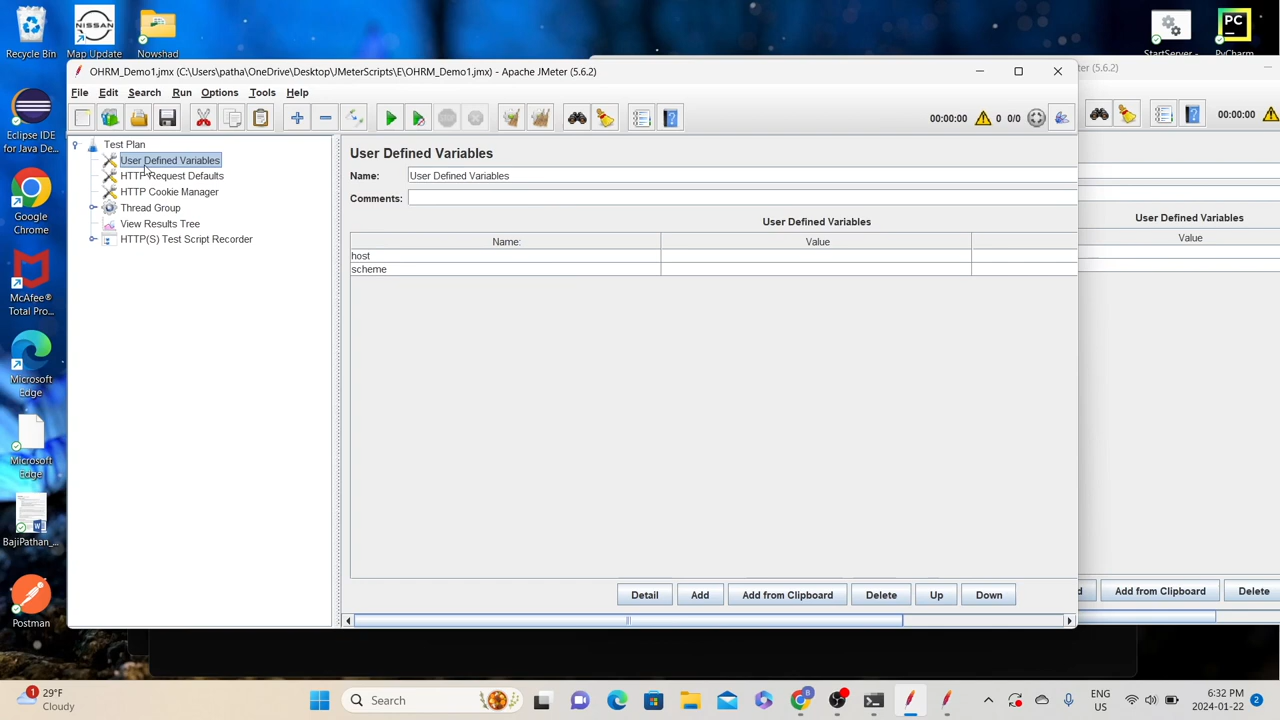 Recycle Bin
Map Update
Nowshad
StartServer -
PyCharm
NISSAN
PC
OHRM_Demo1.jmx (C:\Users\patha\OneDrive\Desktop\JMeterScripts\E\OHRM_Demo1.jmx) - Apache JMeter (5.6.2)
eter (5.6.2)
File Edit Search Run Options Tools Help
00:00:00 0 0/0
00:00:00
Test Plan
User Defined Variables
HTTP Request Defaults
HTTP Cookie Manager
Thread Group
View Results Tree
HTTP(S) Test Script Recorder
User Defined Variables
Name: User Defined Variables
Comments:
User Defined Variables
Name: Value
host
scheme
User Defined Variables
Value
Detail Add Add from Clipboard Delete Up Down
d Add from Clipboard Delete
Eclipse IDE
for Java De...
Google
Chrome
McAfee®
Total Pro...
Microsoft
Edge
Microsoft
Edge
BajiPathan_...
Postman
1
29°F
Cloudy
Search
8
ENG
US
6:32 PM
2024-01-22
2